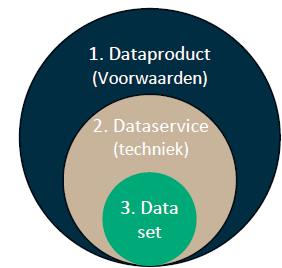 1. Dataproduct
(Voorwaarden)
2. Dataservice
(techniek)
3. Data
set